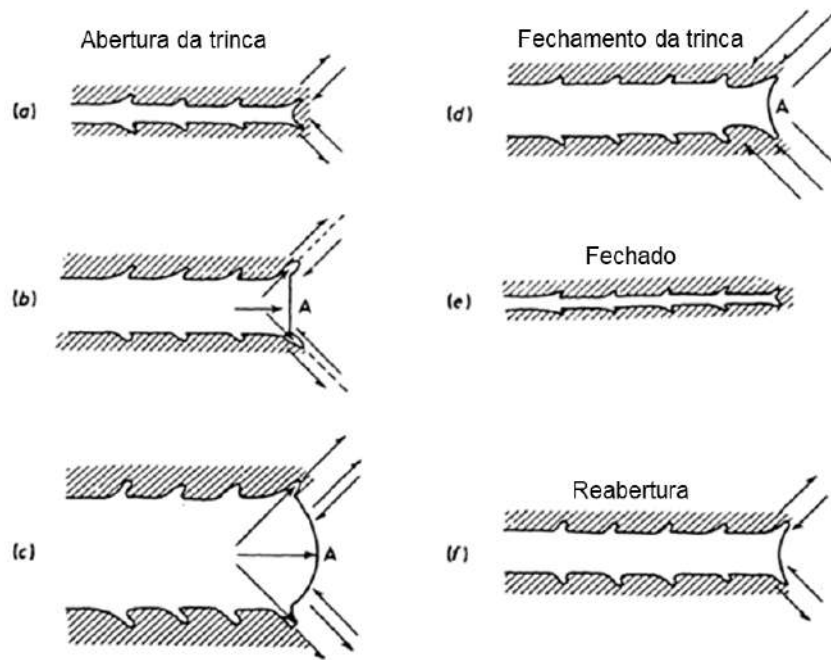 Abertura da trinca
(a)
(b)
A
(c)
A
Fechamento da trinca
(d)
A
Fechado
(e)
Reabertura
(f)